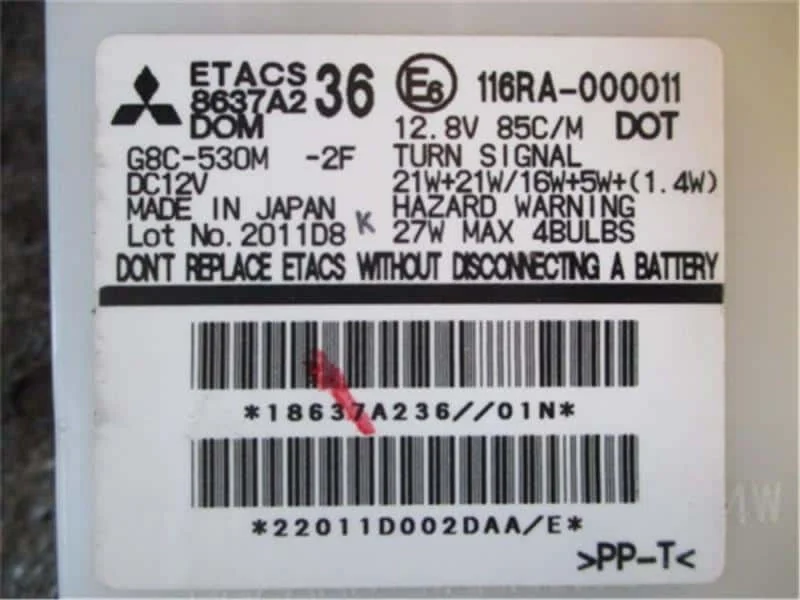 ETACS
8637A2 36
DOM
E6 116RA-000011
12.8V 85C/M DOT
G8C-530M -2F
DC12V
MADE IN JAPAN
Lot No.2011D8 K
TURN SIGNAL
21W+21W/16W+5W+(1.4W)
HAZARD WARNING
27W MAX 4BULBS
DON'T REPLACE ETACS WITHOUT DISCONNECTING A BATTERY
*18637A236//01N*
*22011D002DAA/E*
>PP-T<